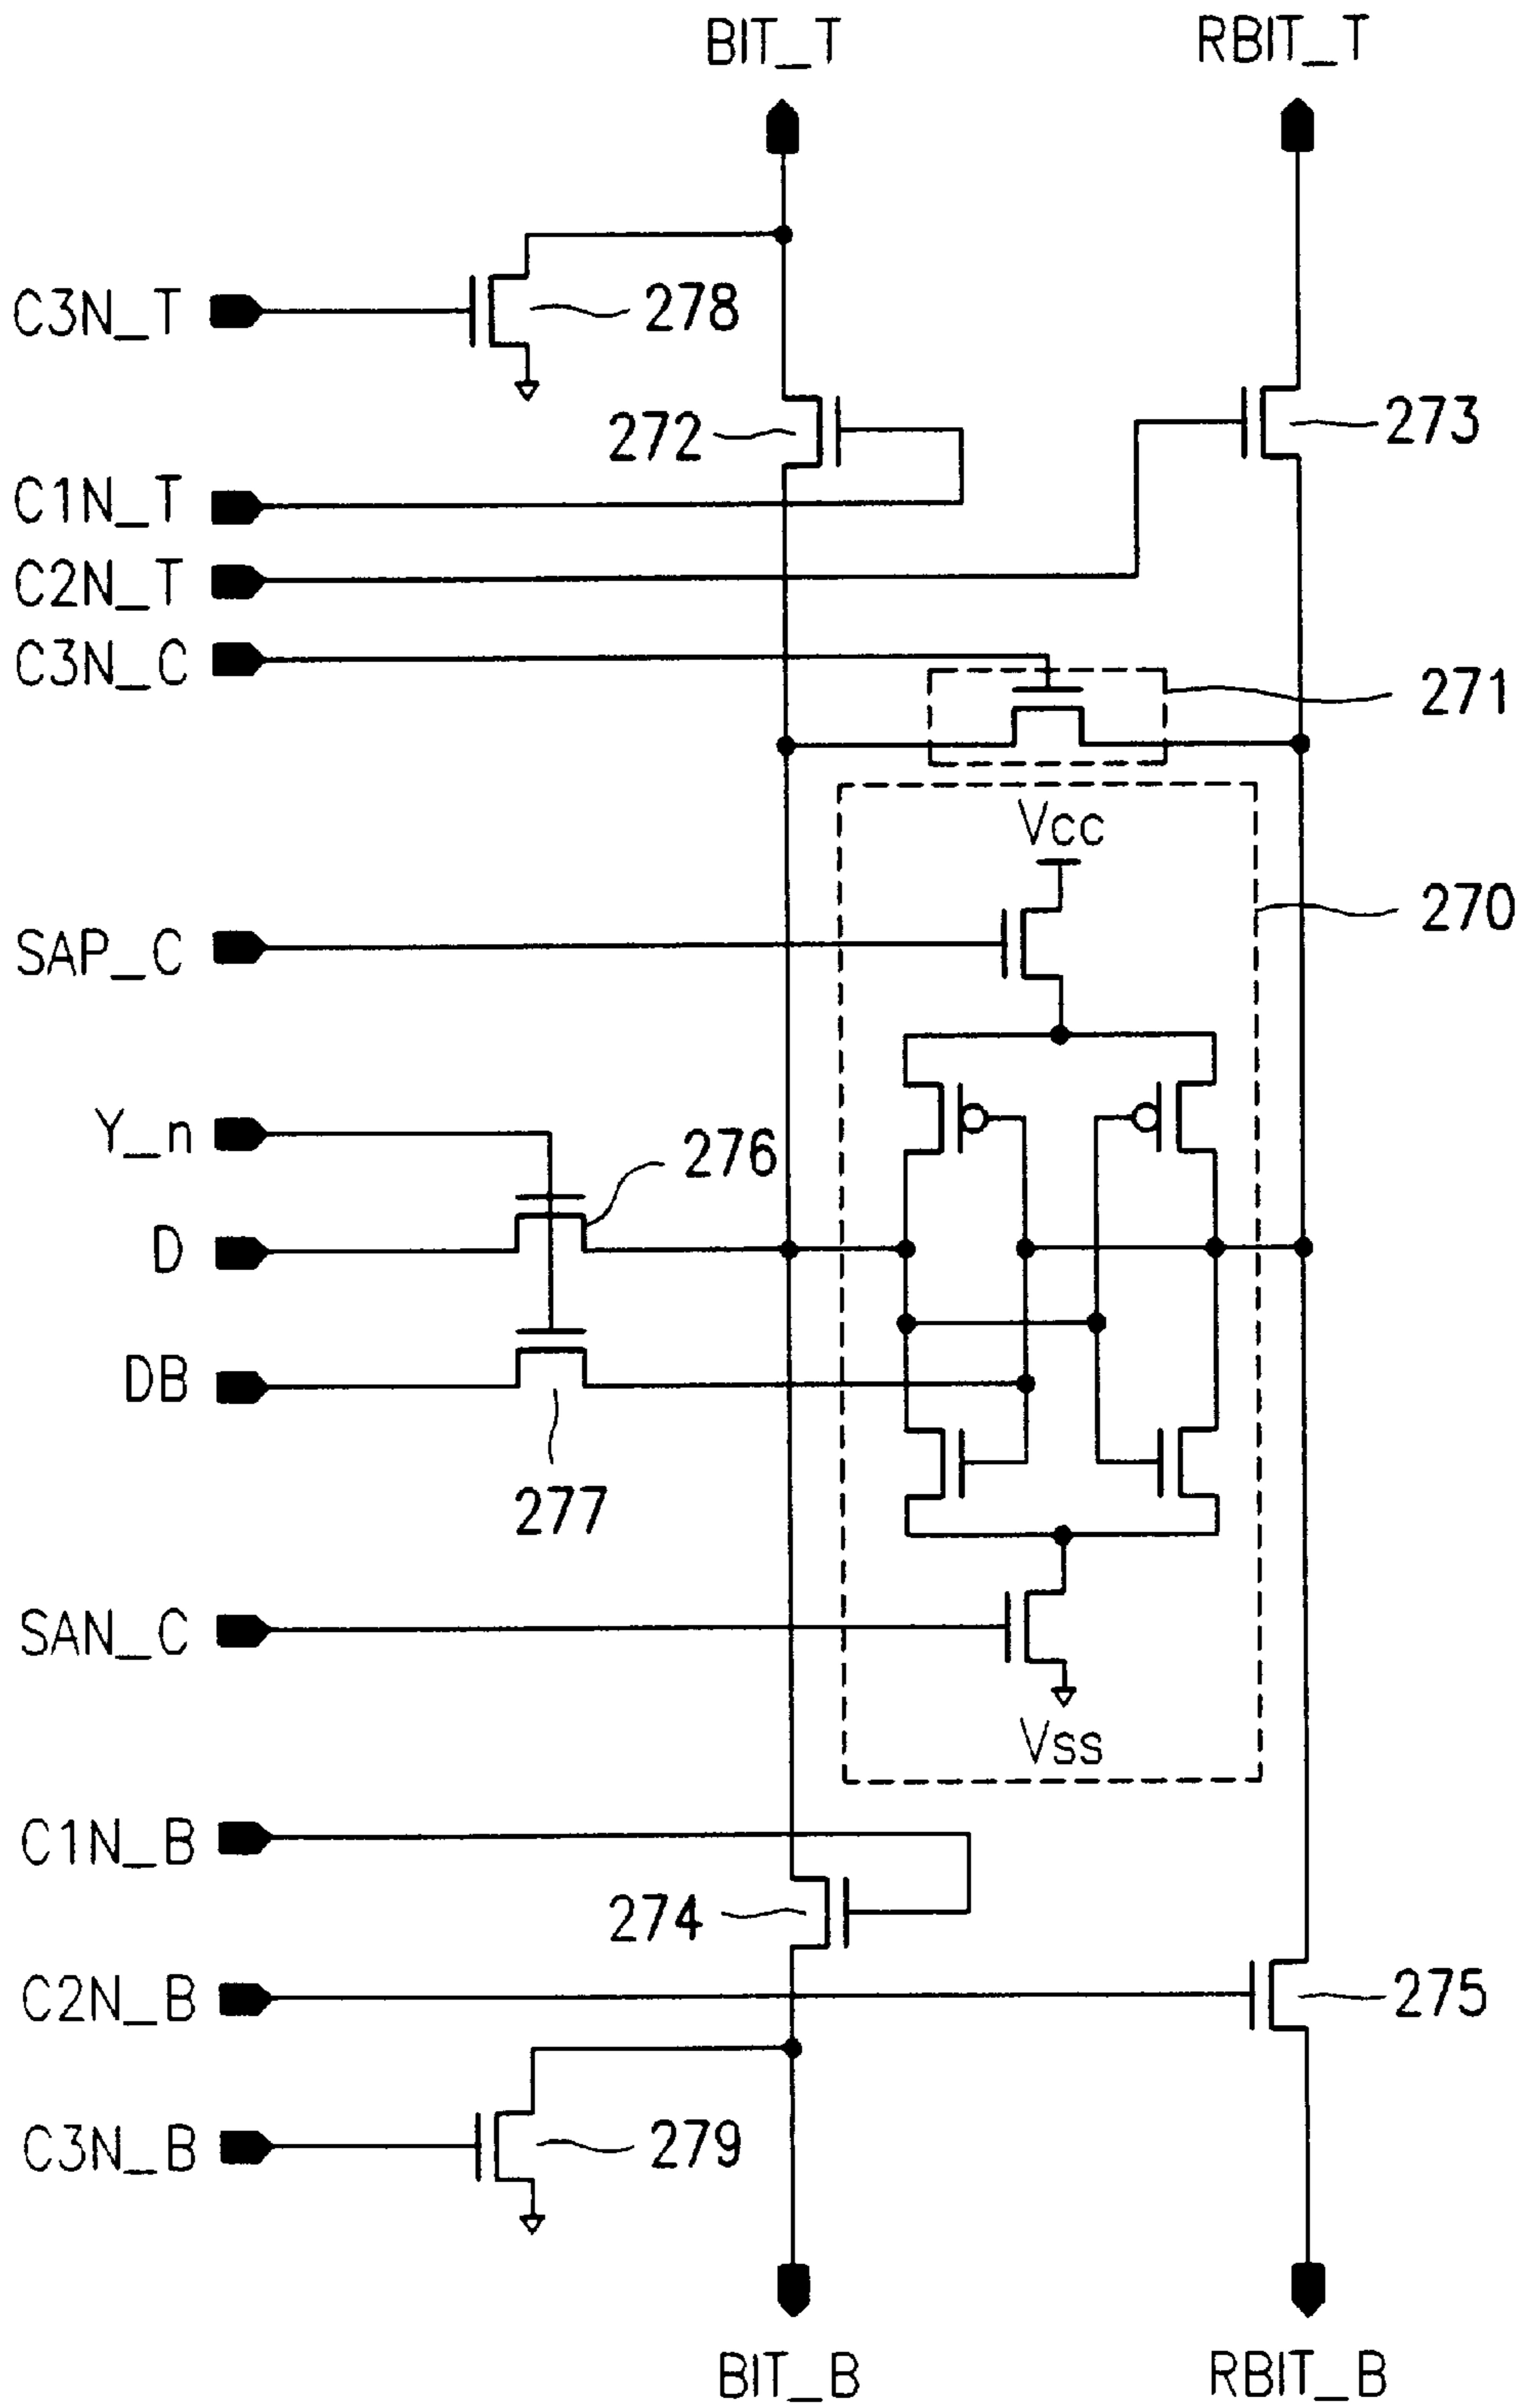 BIT_T
RBIT_T
C3N_T
278
272
273
C1N_T
C2N_T
C3N_C
271
Vcc
270
SAP_C
Y_n
276
D
DB
277
SAN_C
Vss
C1N_B
274
C2N_B
275
C3N_B
279
BIT_B
RBIT_B